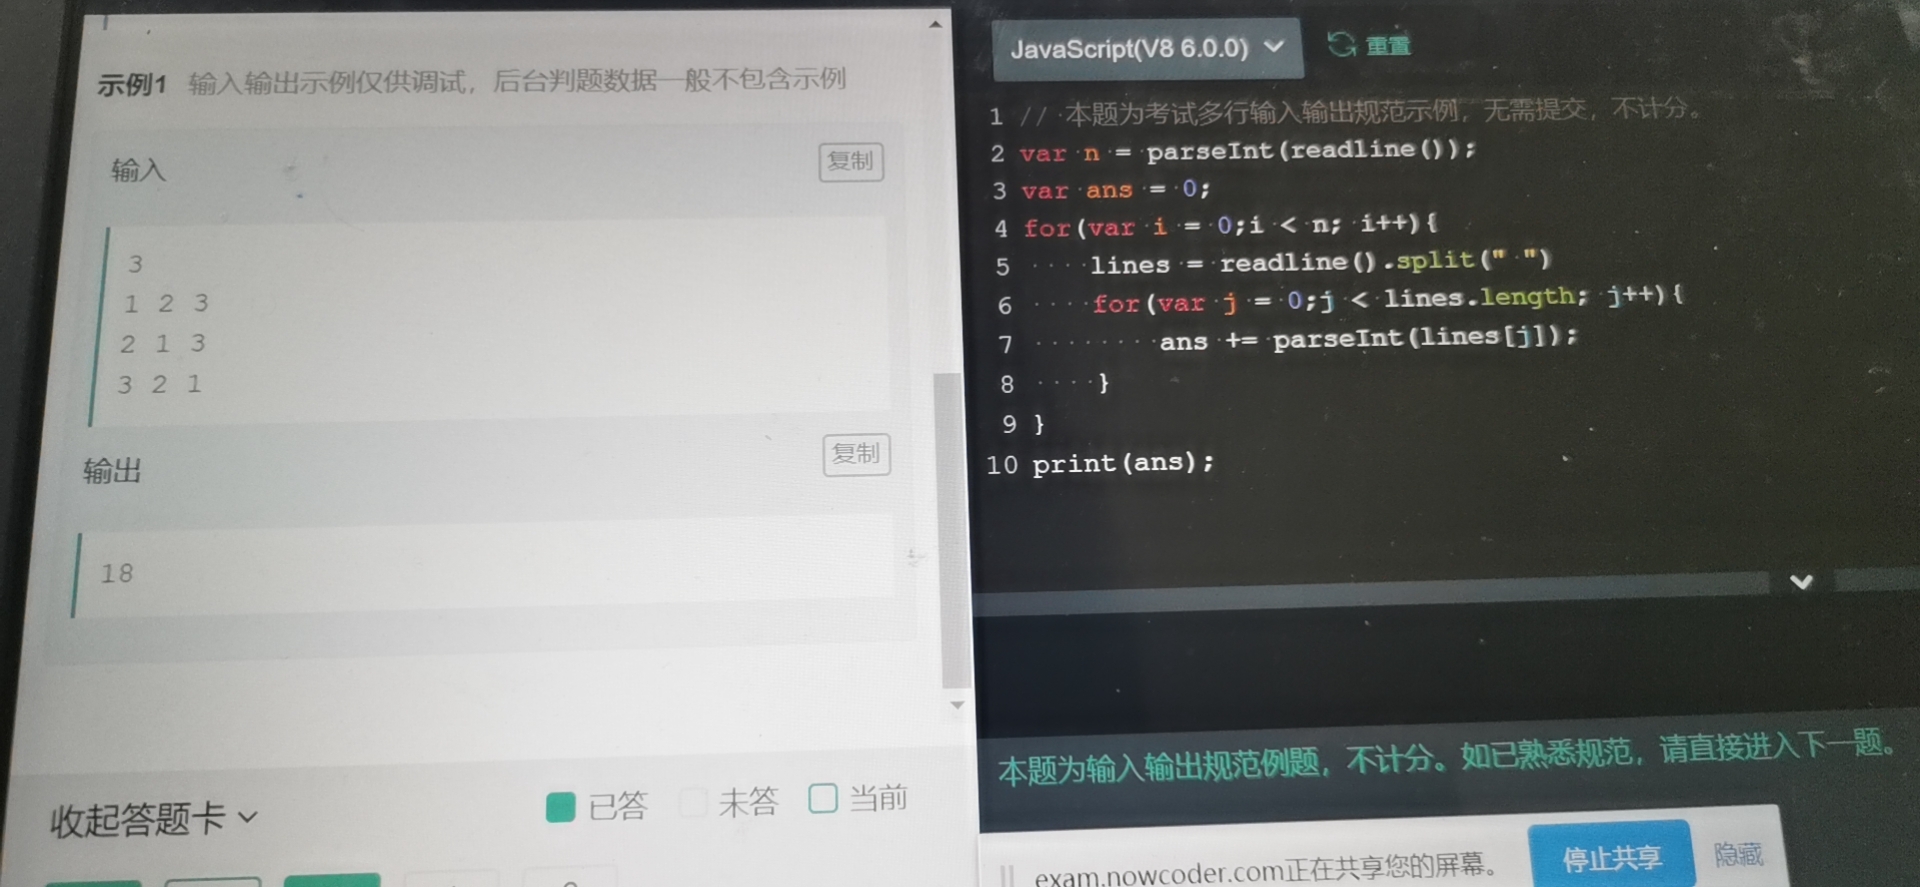 示例1 输入输出示例仅供调试，后台判题数据一般不包含示例
输入
复制
3
1 2 3
2 1 3
3 2 1
输出
复制
18
收起答题卡
已答
未答
当前
JavaScript(V8 6.0.0)
重置
1 // 本题为考试多行输入输出规范示例，无需提交，不计分。
2 var n = parseInt(readline());
3 var ans = 0;
4 for(var i = 0;i < n; i++){
5     lines = readline().split(" ")
6     for(var j = 0;j < lines.length; j++){
7         ans += parseInt(lines[j]);
8     }
9 }
10 print(ans);
本题为输入输出规范例题，不计分。如已熟悉规范，请直接进入下一题。
exam.nowcoder.com正在共享您的屏幕。
停止共享
隐藏